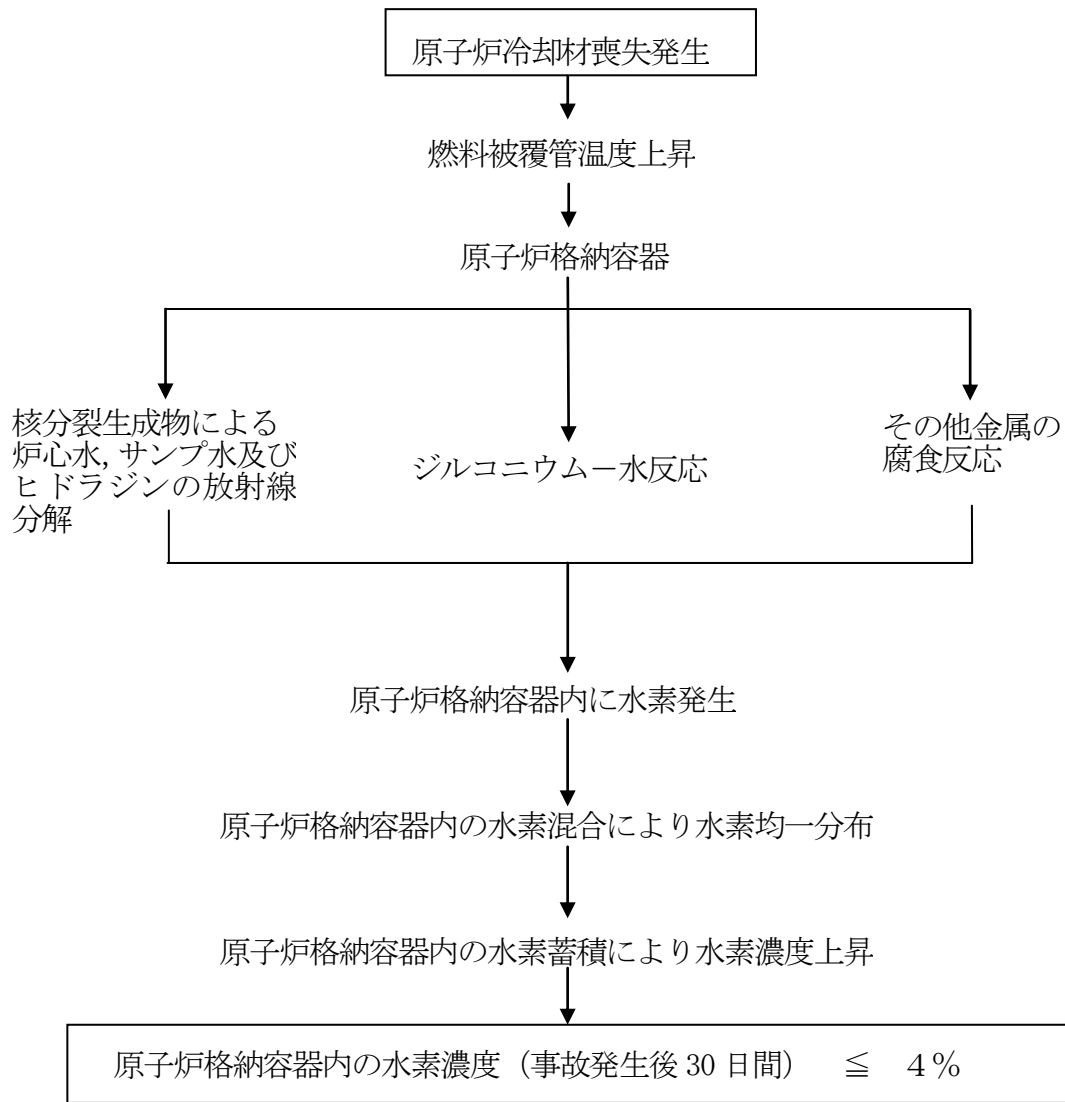 原子炉冷却材喪失発生
燃料被覆管温度上昇
原子炉格納容器
核分裂生成物による
炉心水,サンプ水及び
ヒドラジンの放射線
分解
ジルコニウム－水反応
その他金属の
腐食反応
原子炉格納容器内に水素発生
原子炉格納容器内の水素混合により水素均一分布
原子炉格納容器内の水素蓄積により水素濃度上昇
原子炉格納容器内の水素濃度（事故発生後 30 日間） ≦ ４％